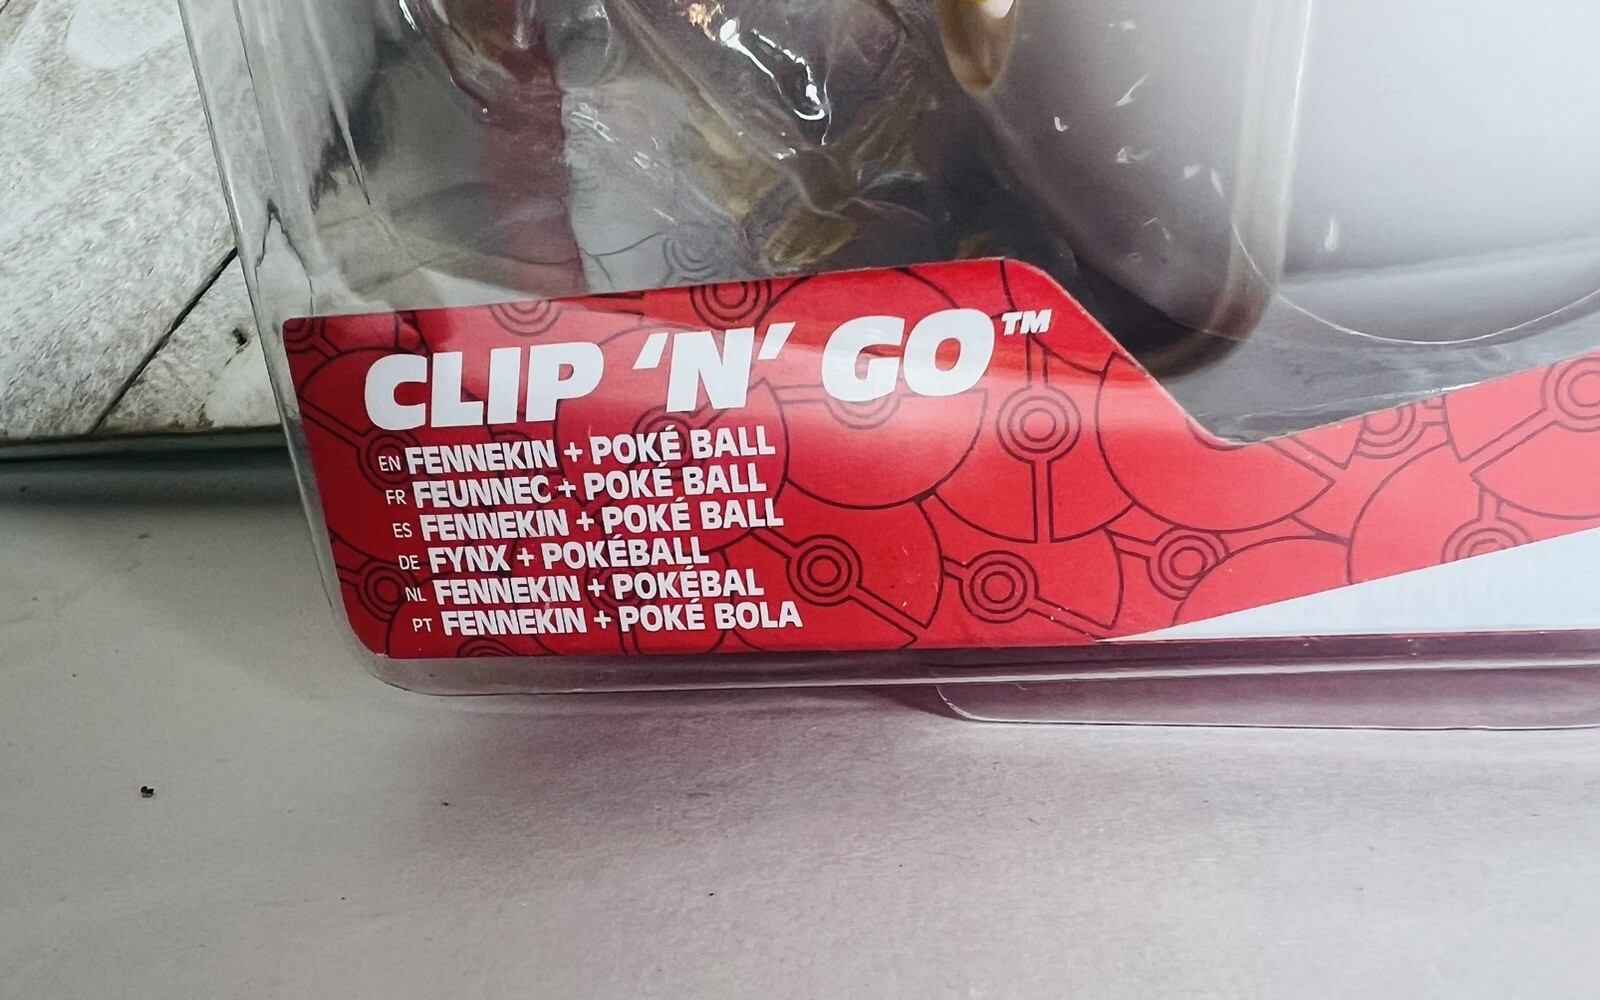 CLIP 'N' GO™
EN FENNEKIN + POKÉ BALL
FR FEUNNEC + POKÉ BALL
ES FENNEKIN + POKÉ BALL
DE FYNX + POKÉBALL
NL FENNEKIN + POKÉBAL
PT FENNEKIN + POKÉ BOLA